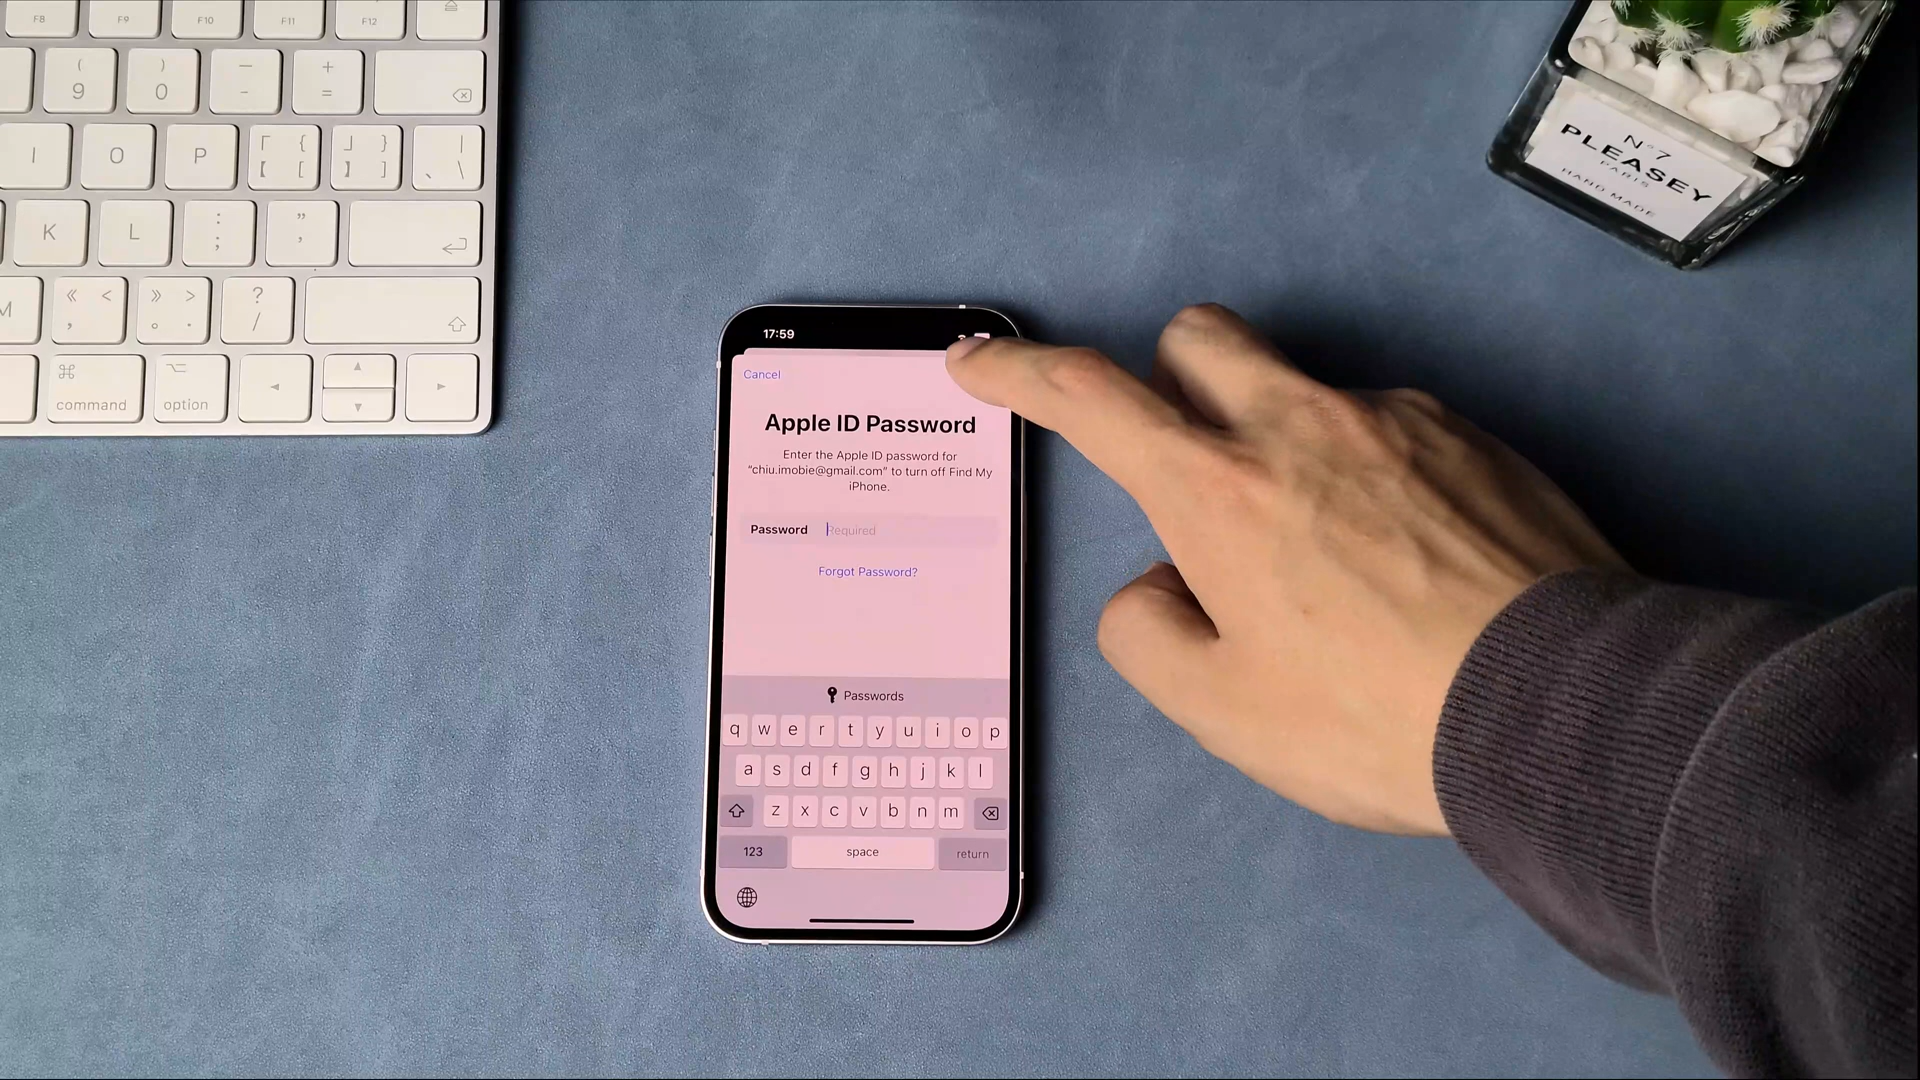 F8 F9 F10 F11 F12
( ) — +
9 0 - =
I O P 「 { 」 } |
【 [ 】 ] 、 \
K L : ”
; ’
M 《 < 》 > ?
, 。 . /
⌘ ⌥
command option
N°7
PLEASEY
PARIS
HAND MADE
17:59
Cancel
Apple ID Password
Enter the Apple ID password for
“chiu.imobie@gmail.com” to turn off Find My
iPhone.
Password Required
Forgot Password?
Passwords
q w e r t y u i o p
a s d f g h j k l
z x c v b n m
123 space return